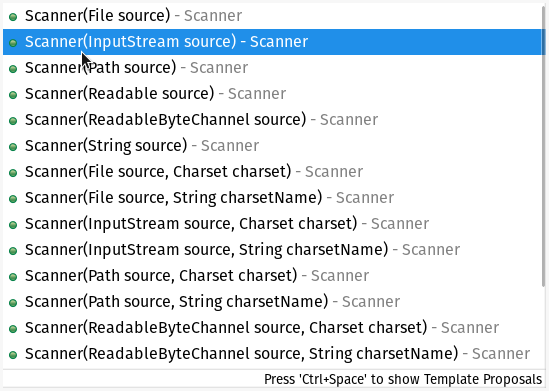 Scanner(File source) - Scanner
Scanner(InputStream source) - Scanner
Scanner(Path source) - Scanner
Scanner(Readable source) - Scanner
Scanner(ReadableByteChannel source) - Scanner
Scanner(String source) - Scanner
Scanner(File source, Charset charset) - Scanner
Scanner(File source, String charsetName) - Scanner
Scanner(InputStream source, Charset charset) - Scanner
Scanner(InputStream source, String charsetName) - Scanner
Scanner(Path source, Charset charset) - Scanner
Scanner(Path source, String charsetName) - Scanner
Scanner(ReadableByteChannel source, Charset charset) - Scanner
Scanner(ReadableByteChannel source, String charsetName) - Scanner
Press 'Ctrl+Space' to show Template Proposals